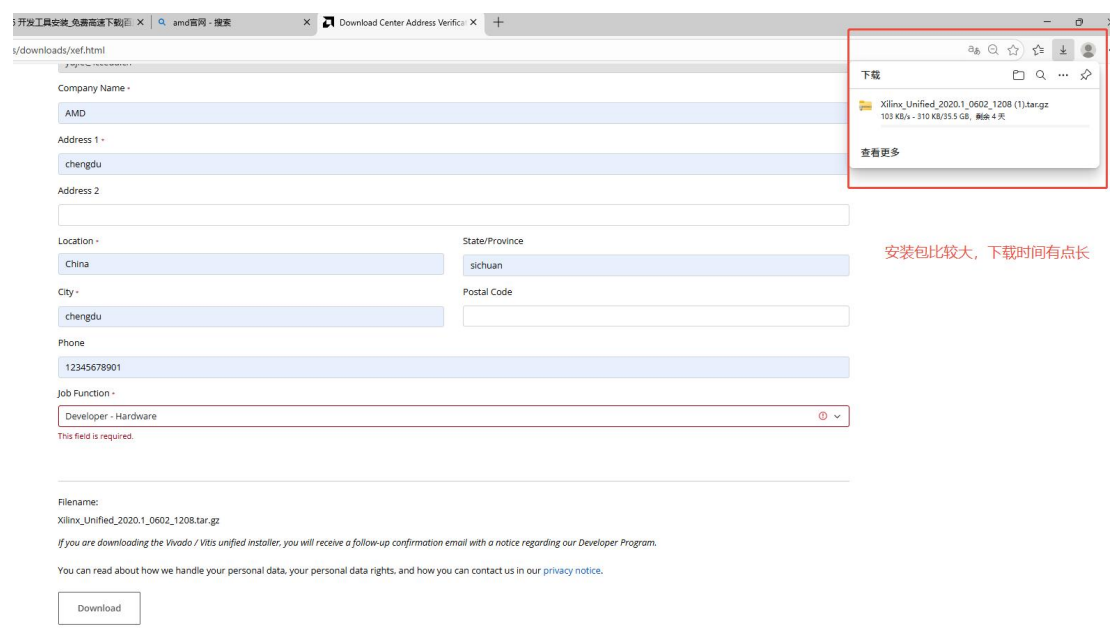 开发工具安装_免费高速下载|百
amd官网 - 搜索
Download Center Address Verifica
s/downloads/xef.html
下载
Xilinx_Unified_2020.1_0602_1208 (1).tar.gz
103 KB/s - 310 KB/35.5 GB, 剩余 4 天
查看更多
Company Name *
AMD
Address 1 *
chengdu
Address 2
Location *
State/Province
China
sichuan
安装包比较大，下载时间有点长
City *
Postal Code
chengdu
Phone
12345678901
Job Function *
Developer - Hardware
This field is required.
Filename:
Xilinx_Unified_2020.1_0602_1208.tar.gz
If you are downloading the Vivado / Vitis unified installer, you will receive a follow-up confirmation email with a notice regarding our Developer Program.
You can read about how we handle your personal data, your personal data rights, and how you can contact us in our privacy notice.
Download